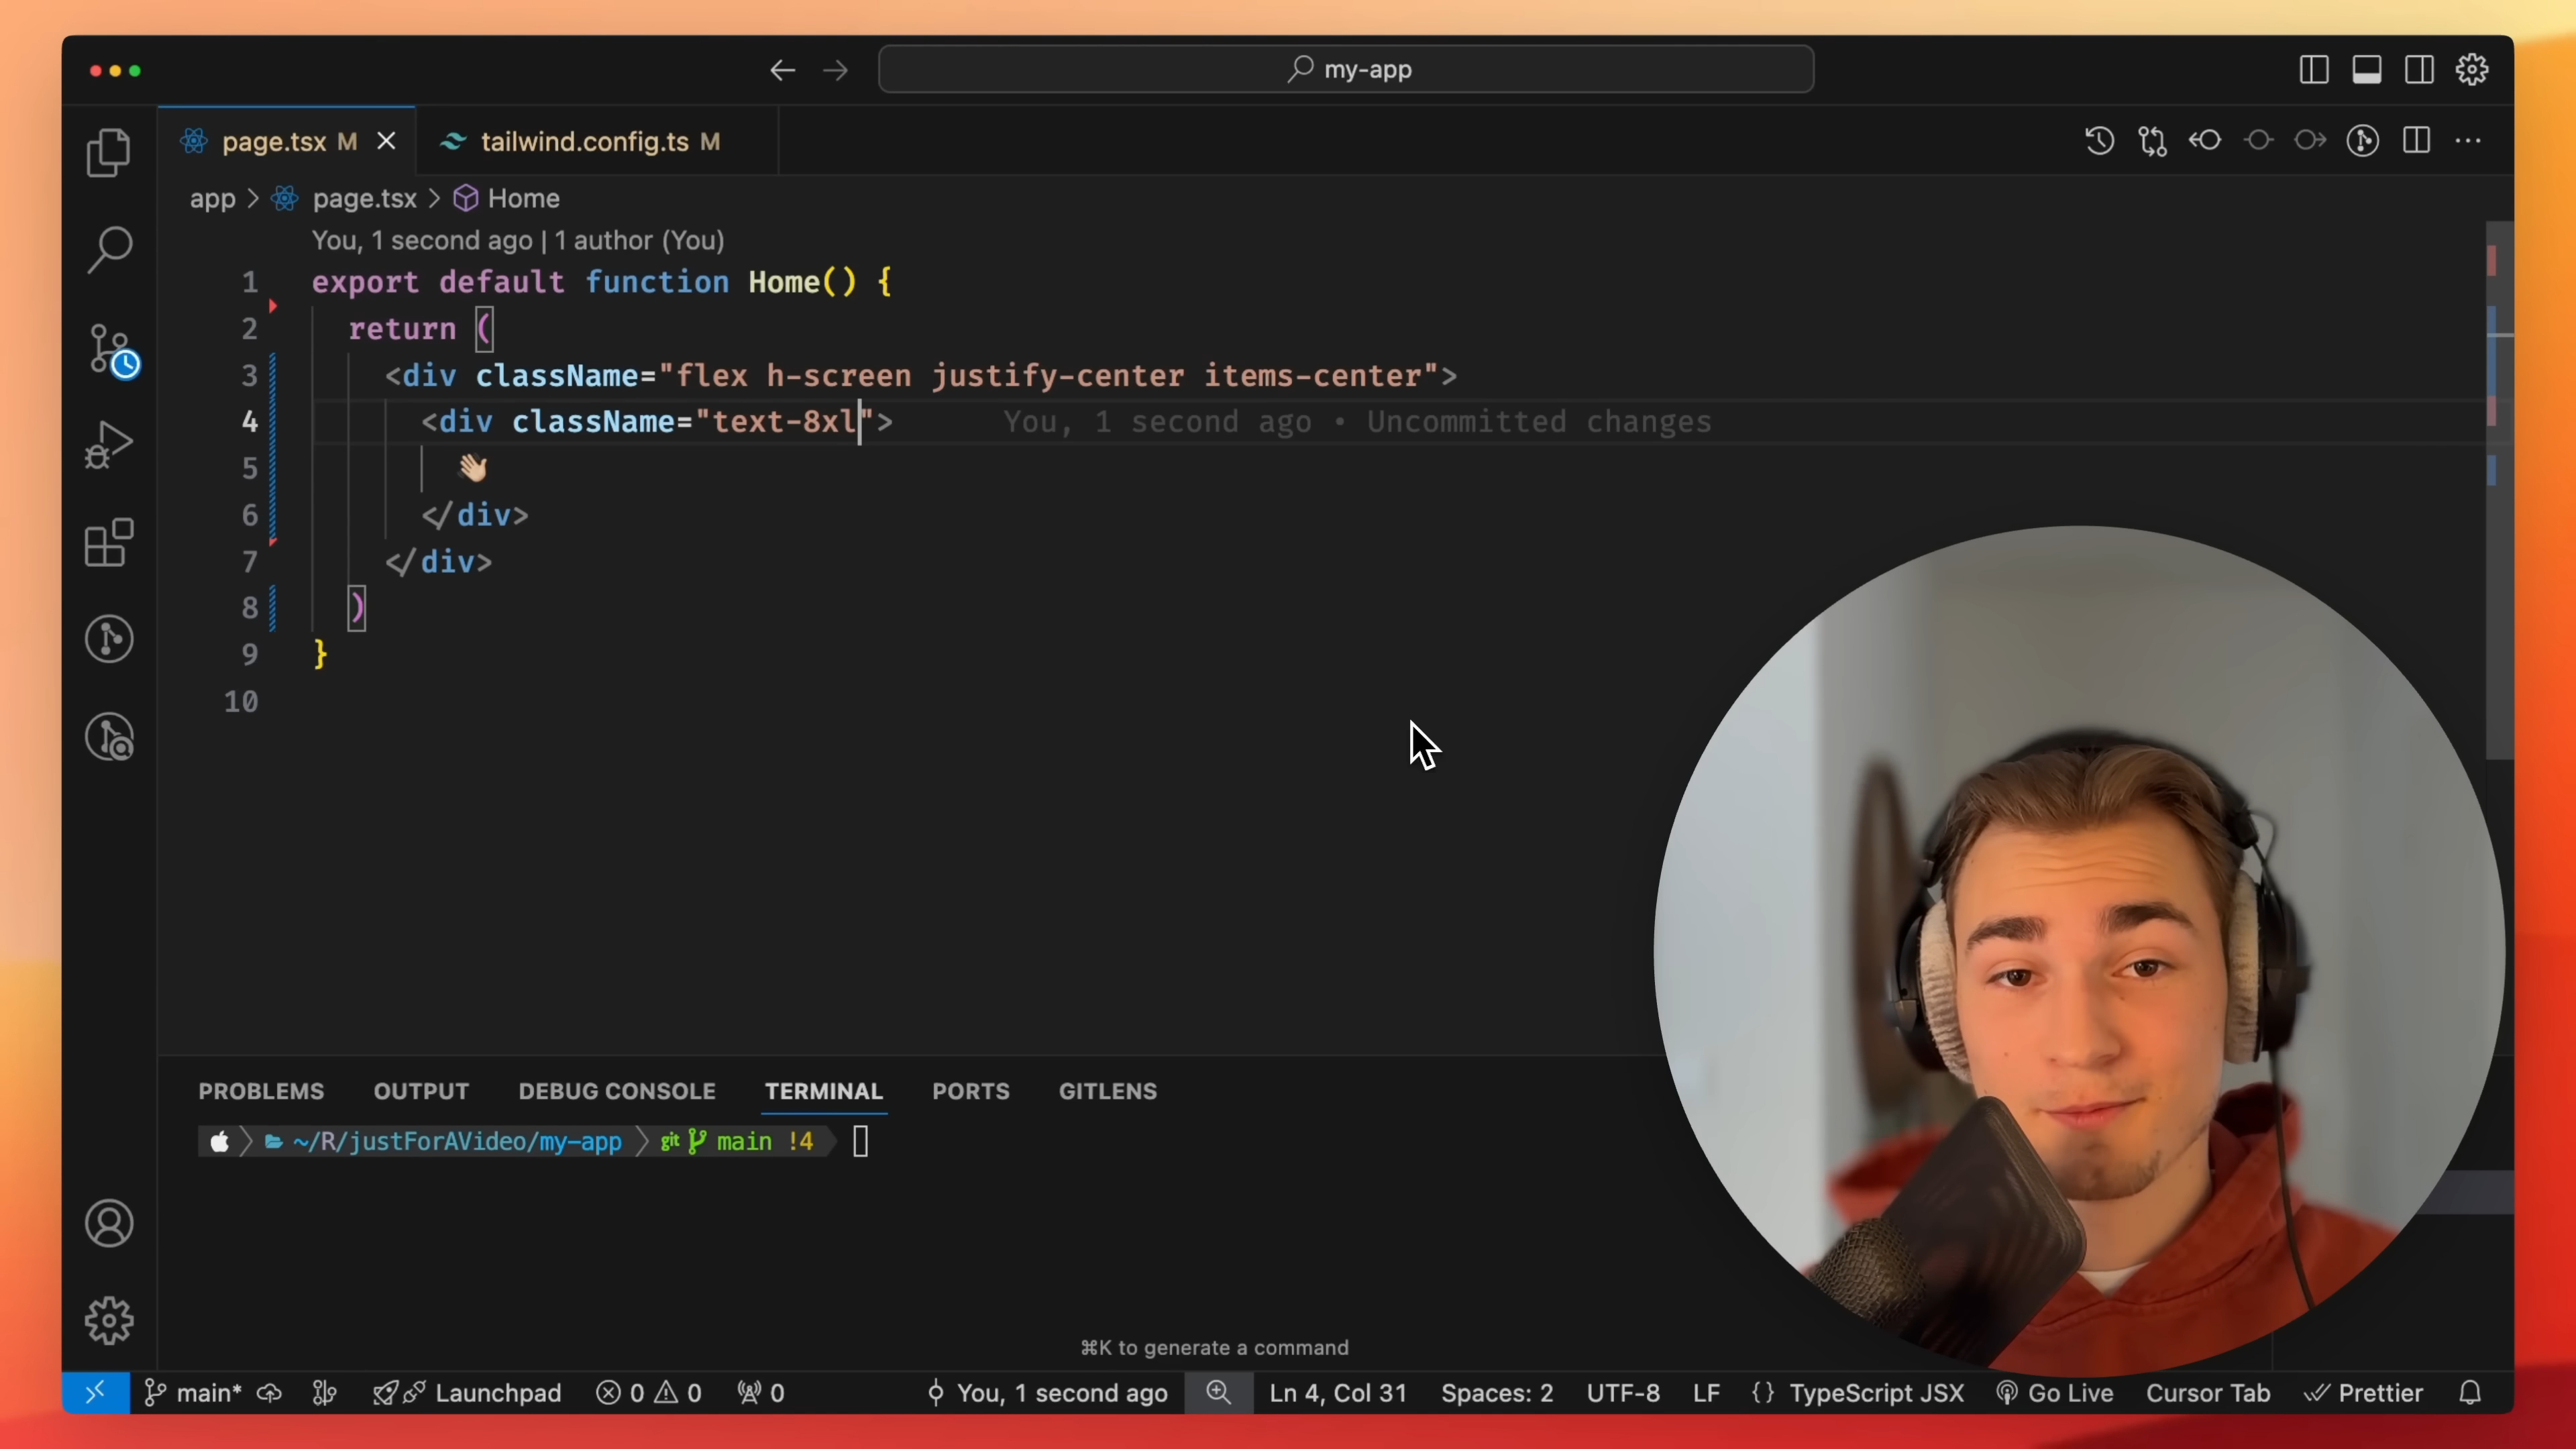 my-app
page.tsx M
tailwind.config.ts M
app > page.tsx > Home
You, 1 second ago | 1 author (You)
1 export default function Home() {
2 return (
3 <div className="flex h-screen justify-center items-center">
4 <div className="text-8xl"> You, 1 second ago • Uncommitted changes
5 👋🏻
6 </div>
7 </div>
8 )
9 }
10
PROBLEMS OUTPUT DEBUG CONSOLE TERMINAL PORTS GITLENS
~/R/justForAVideo/my-app git main !4
⌘K to generate a command
main* Launchpad 0 0 0 You, 1 second ago Ln 4, Col 31 Spaces: 2 UTF-8 LF {} TypeScript JSX Go Live Cursor Tab Prettier